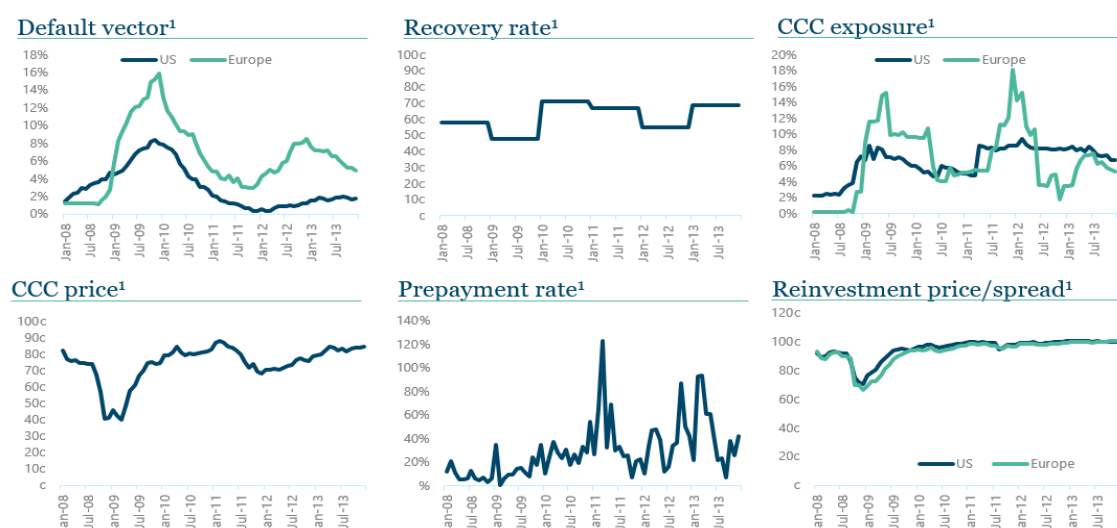 Default vector¹
18%
16%
14%
12%
10%
8%
6%
4%
2%
0%
US
Europe
Jan-08
Jul-08
Jan-09
Jul-09
Jan-10
Jul-10
Jan-11
Jul-11
Jan-12
Jul-12
Jan-13
Jul-13
Recovery rate¹
100c
90c
80c
70c
60c
50c
40c
30c
20c
10c
c
Jan-08
Jul-08
Jan-09
Jul-09
Jan-10
Jul-10
Jan-11
Jul-11
Jan-12
Jul-12
Jan-13
Jul-13
CCC exposure¹
20%
18%
16%
14%
12%
10%
8%
6%
4%
2%
0%
US
Europe
Jan-08
Jul-08
Jan-09
Jul-09
Jan-10
Jul-10
Jan-11
Jul-11
Jan-12
Jul-12
Jan-13
Jul-13
CCC price¹
100c
90c
80c
70c
60c
50c
40c
30c
20c
10c
c
Jan-08
Jul-08
Jan-09
Jul-09
Jan-10
Jul-10
Jan-11
Jul-11
Jan-12
Jul-12
Jan-13
Jul-13
Prepayment rate¹
140%
120%
100%
80%
60%
40%
20%
%
Jan-08
Jul-08
Jan-09
Jul-09
Jan-10
Jul-10
Jan-11
Jul-11
Jan-12
Jul-12
Jan-13
Jul-13
Reinvestment price/spread¹
120c
100c
80c
60c
40c
20c
c
US
Europe
Jan-08
Jul-08
Jan-09
Jul-09
Jan-10
Jul-10
Jan-11
Jul-11
Jan-12
Jul-12
Jan-13
Jul-13